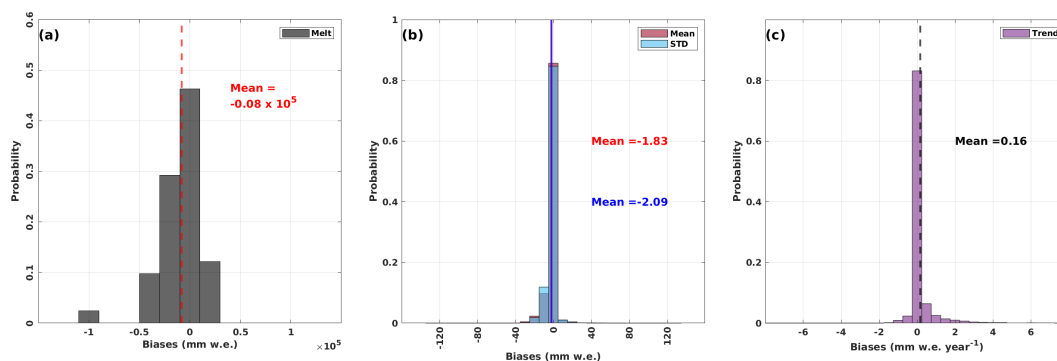 (a)
Melt
Mean =
-0.08 x 10^5
Probability
0.6
0.5
0.4
0.3
0.2
0.1
0
-1
-0.5
0
0.5
1
×10^5
Biases (mm w.e.)
(b)
Mean
STD
Mean =-1.83
Mean =-2.09
Probability
1
0.8
0.6
0.4
0.2
0
-120
-80
-40
0
40
80
120
Biases (mm w.e.)
(c)
Trend
Mean =0.16
Probability
1
0.8
0.6
0.4
0.2
0
-6
-4
-2
0
2
4
6
Biases (mm w.e. year^-1)